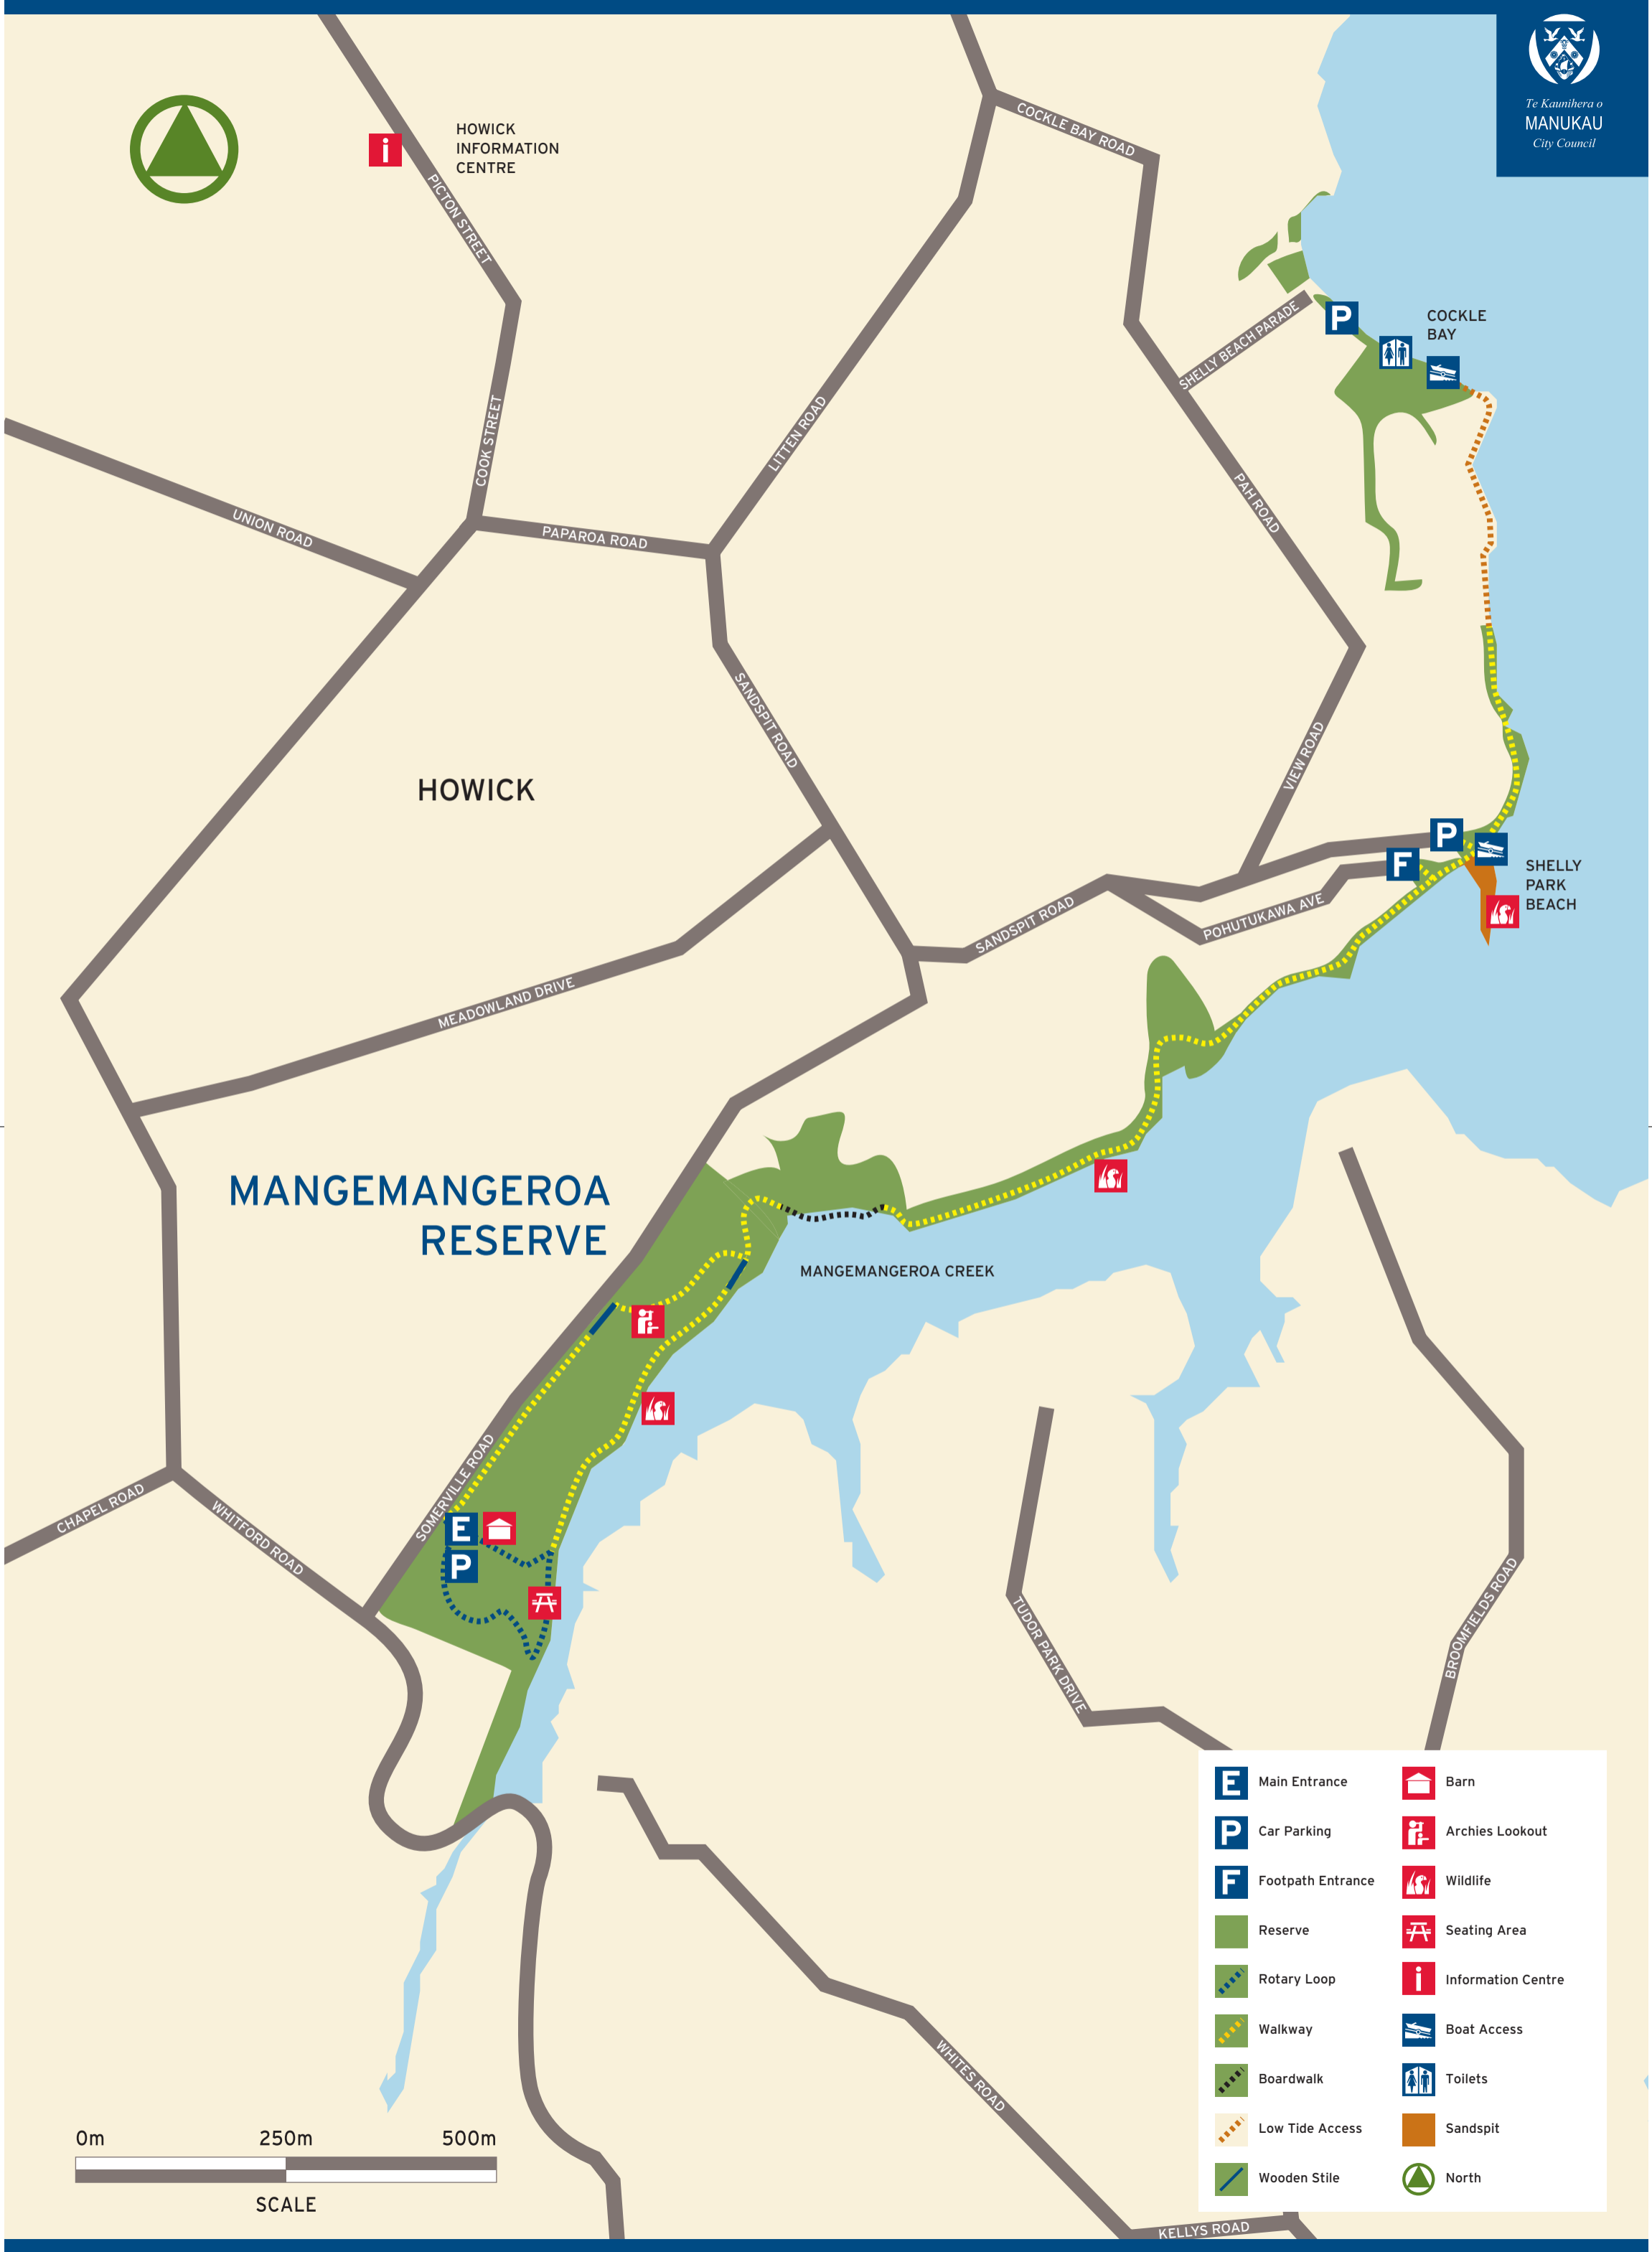 Te Kaunihera o
MANUKAU
City Council
HOWICK
INFORMATION
CENTRE
i
PICTON STREET
COCKLE BAY ROAD
COCKLE
BAY
P
SHELLY BEACH PARADE
COOK STREET
LITTEN ROAD
UNION ROAD
PAPAROA ROAD
PAH ROAD
SANDSPIT ROAD
VIEW ROAD
HOWICK
P
F
SHELLY
PARK
BEACH
SANDSPIT ROAD
POHUTUKAWA AVE
MEADOWLAND DRIVE
MANGEMANGEROA
RESERVE
MANGEMANGEROA CREEK
SOMERVILLE ROAD
CHAPEL ROAD
WHITFORD ROAD
E
P
TUDOR PARK DRIVE
BROOMFIELDS ROAD
WHITES ROAD
KELLYS ROAD
E Main Entrance
P Car Parking
F Footpath Entrance
Reserve
Rotary Loop
Walkway
Boardwalk
Low Tide Access
Wooden Stile
Barn
Archies Lookout
Wildlife
Seating Area
i Information Centre
Boat Access
Toilets
Sandspit
North
0m 250m 500m
SCALE